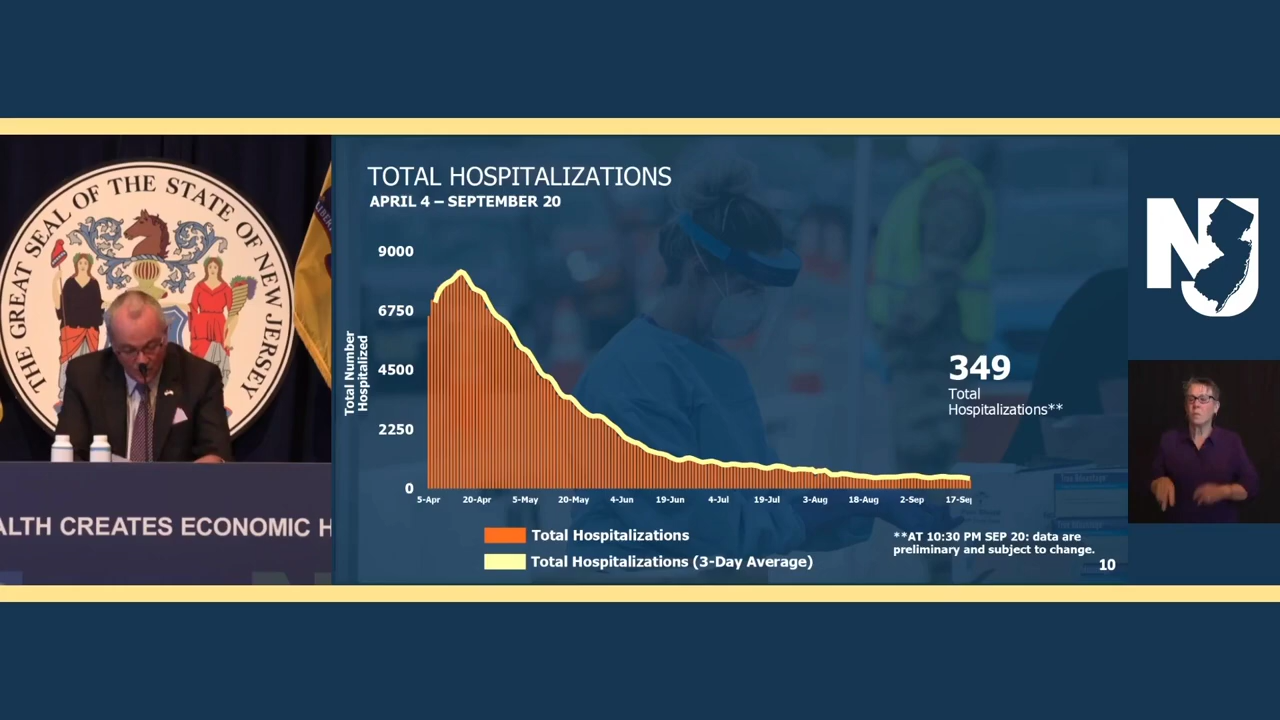 THE GREAT SEAL OF THE STATE OF NEW JERSEY
ALTH CREATES ECONOMIC H
TOTAL HOSPITALIZATIONS
APRIL 4 – SEPTEMBER 20
Total Number
Hospitalized
9000
6750
4500
2250
0
5-Apr 20-Apr 5-May 20-May 4-Jun 19-Jun 4-Jul 19-Jul 3-Aug 18-Aug 2-Sep 17-Sep
349
Total
Hospitalizations**
Total Hospitalizations
Total Hospitalizations (3-Day Average)
**AT 10:30 PM SEP 20: data are
preliminary and subject to change.
10
NJ